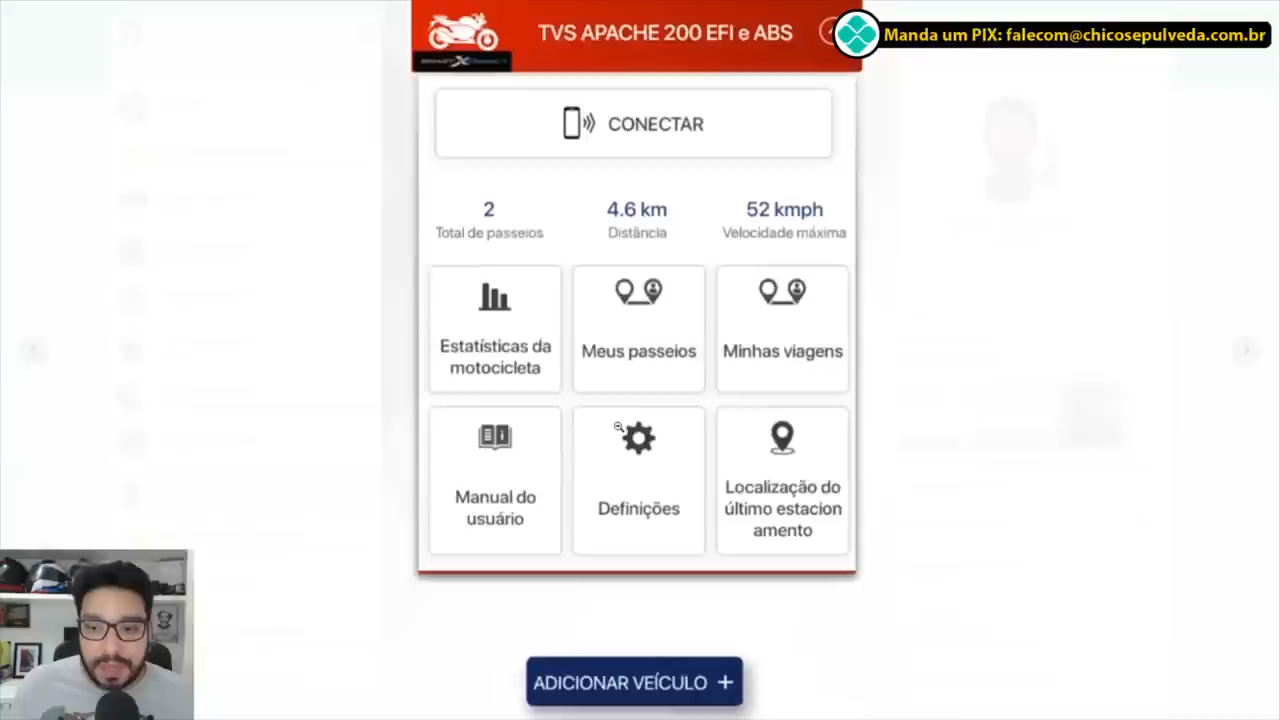 TVS APACHE 200 EFI e ABS
Manda um PIX: falecom@chicosepulveda.com.br
CONECTAR
2
4.6 km
52 kmph
Total de passeios
Distância
Velocidade máxima
Estatísticas da
motocicleta
Meus passeios
Minhas viagens
Manual do
usuário
Definições
Localização do
último estacion
amento
ADICIONAR VEÍCULO +